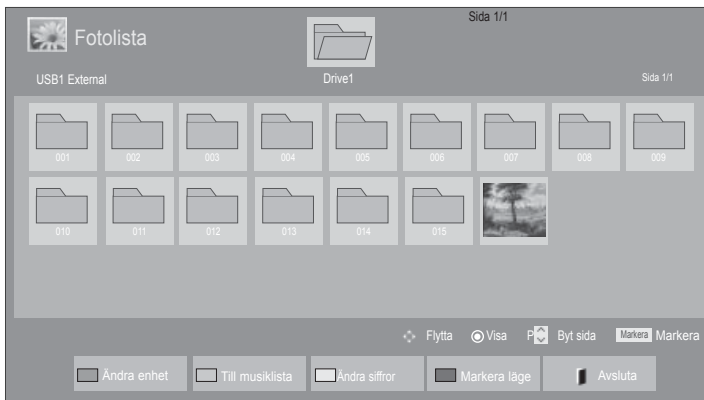 Sida 1/1
Fotolista
USB1 External Drive1 Sida 1/1
001 002 003 004 005 006 007 008 009
010 011 012 013 014 015
Flytta Visa P Byt sida Markera Markera
Ändra enhet Till musiklista Ändra siffror Markera läge Avsluta